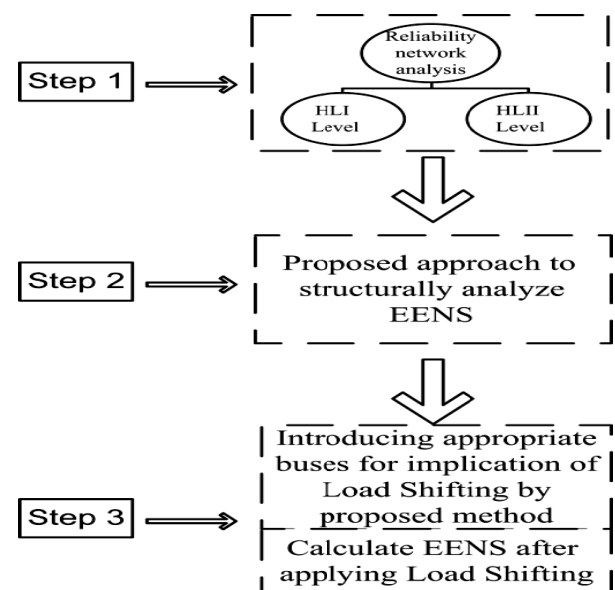 Step 1
Reliability
network
analysis
HLI
Level
HLII
Level
Step 2
Proposed approach to
structurally analyze
EENS
Step 3
Introducing appropriate
buses for implication of
Load Shifting by
proposed method
Calculate EENS after
applying Load Shifting